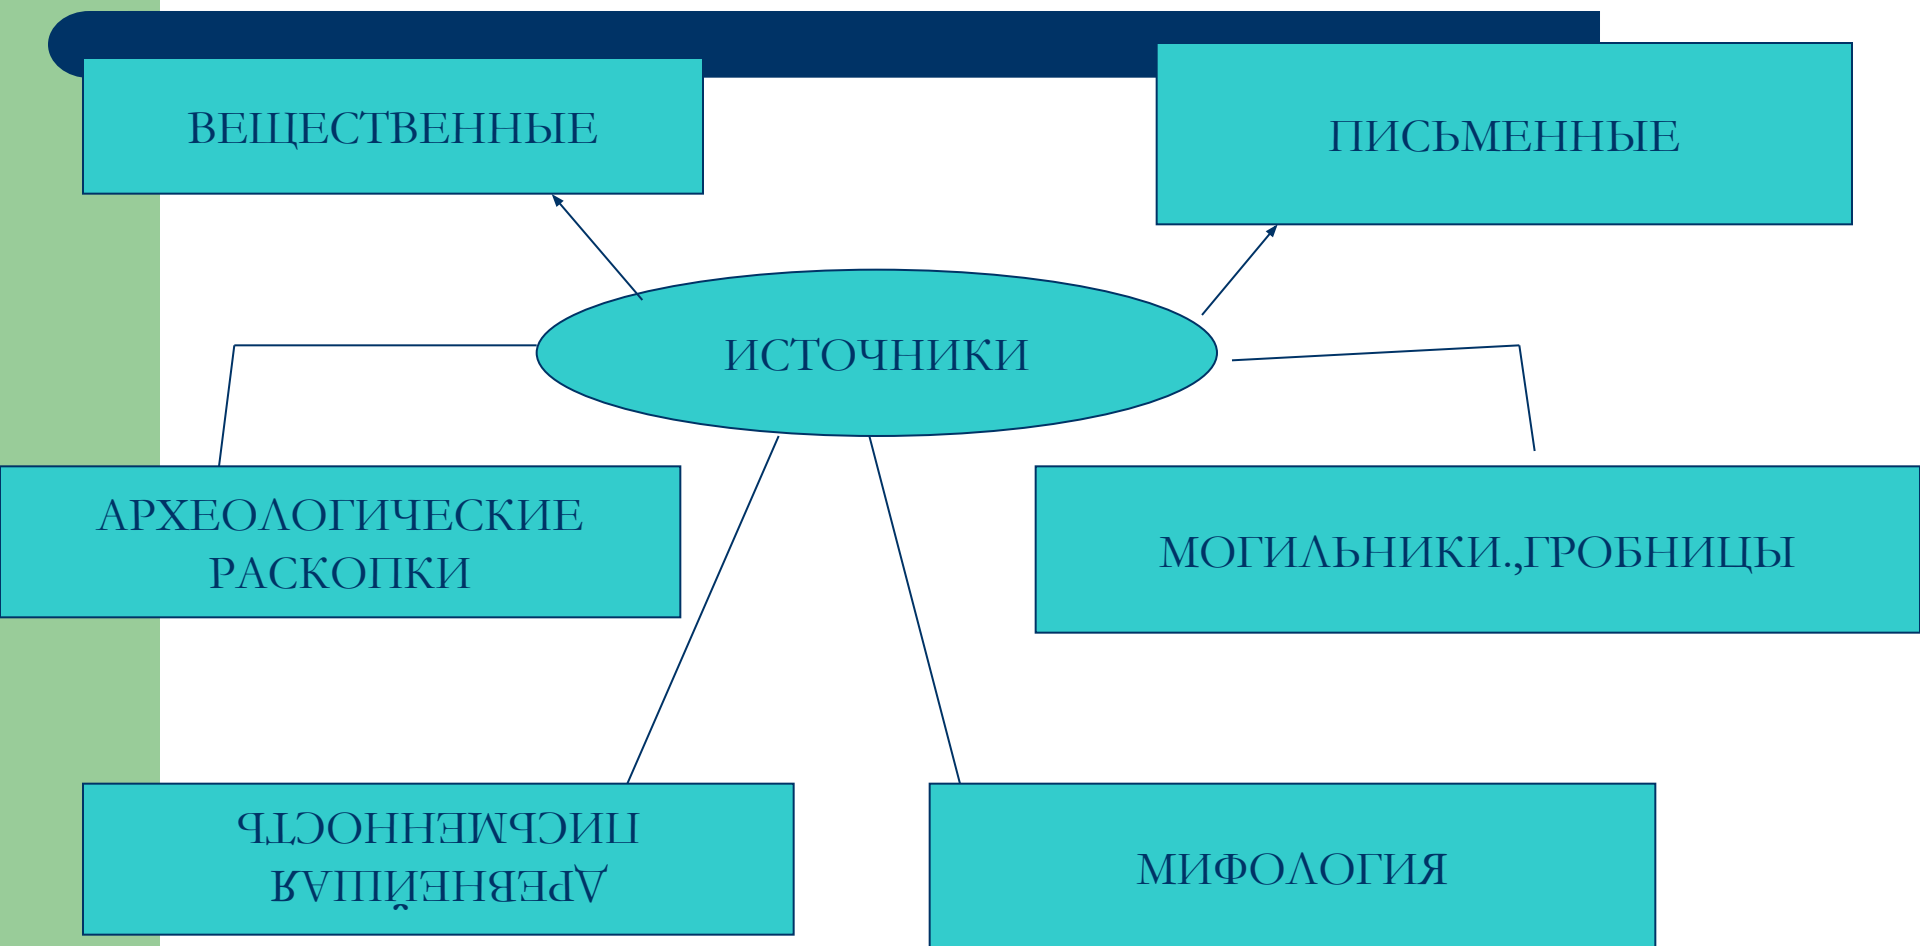 ВЕЩЕСТВЕННЫЕ
ПИСЬМЕННЫЕ
ИСТОЧНИКИ
АРХЕОЛОГИЧЕСКИЕ
РАСКОПКИ
МОГИЛЬНИКИ.,ГРОБНИЦЫ
ДРЕВНЕЙШАЯ
ПИСЬМЕННОСТЬ
МИФОЛОГИЯ